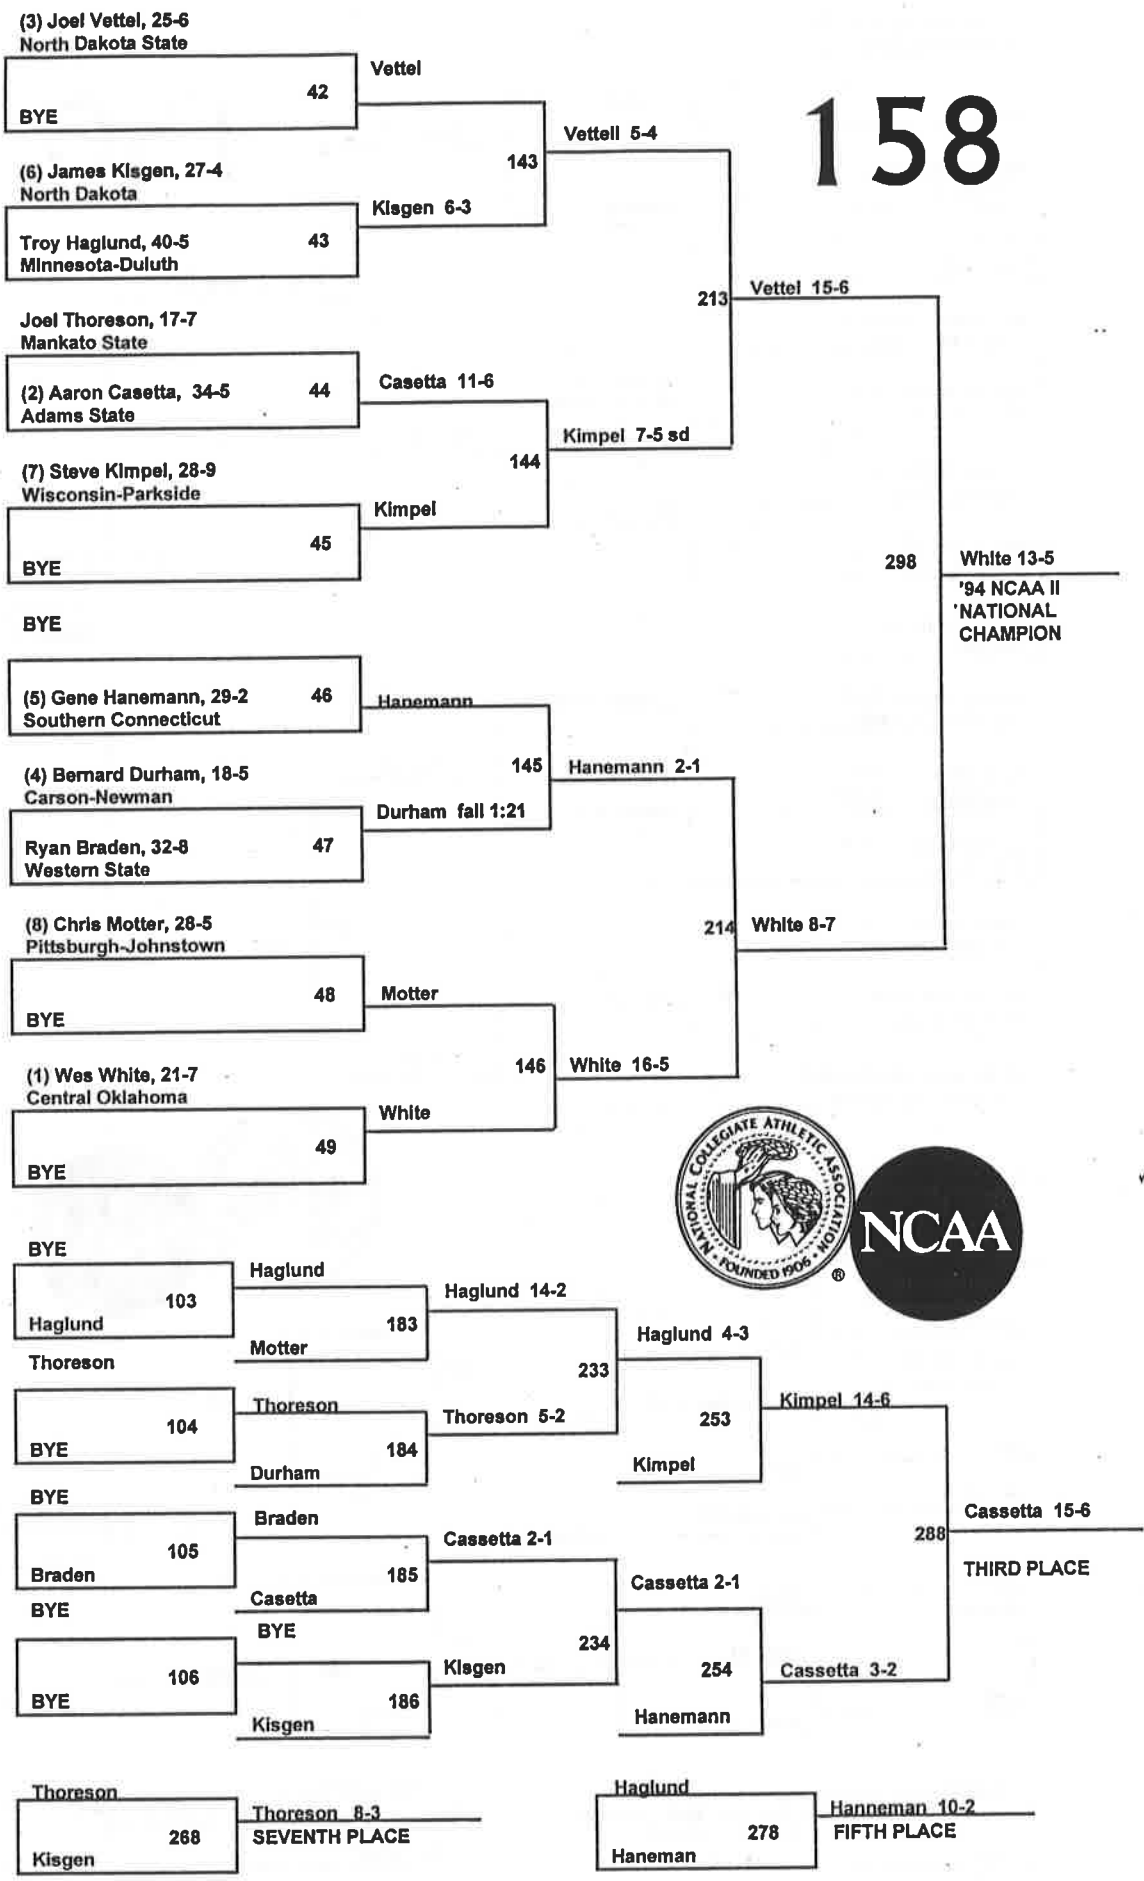 (3) Joel Vettel, 25-6
North Dakota State
42
BYE
Vettel
158
Vettell 5-4
143
(6) James Kisgen, 27-4
North Dakota
Kisgen 6-3
Troy Haglund, 40-5
43
Minnesota-Duluth
213
Vettel 15-6
Joel Thoreson, 17-7
Mankato State
(2) Aaron Casetta, 34-5
44
Adams State
Casetta 11-6
Kimpel 7-5 sd
144
(7) Steve Kimpel, 28-9
Wisconsin-Parkside
Kimpel
45
BYE
298
White 13-5
'94 NCAA II
'NATIONAL
CHAMPION
BYE
(5) Gene Hanemann, 29-2
46
Southern Connecticut
Hanemann
145
Hanemann 2-1
(4) Bernard Durham, 18-5
Carson-Newman
Durham fall 1:21
Ryan Braden, 32-8
47
Western State
(8) Chris Motter, 28-5
Pittsburgh-Johnstown
214
White 8-7
48
BYE
Motter
146
White 16-5
(1) Wes White, 21-7
Central Oklahoma
White
49
BYE
NATIONAL COLLEGIATE ATHLETIC ASSOCIATION
FOUNDED 1906
®
NCAA
BYE
103
Haglund
Haglund
Haglund 14-2
183
Motter
Haglund 4-3
Thoreson
233
104
BYE
Thoreson
Thoreson 5-2
184
Durham
253
Kimpel 14-6
Kimpel
BYE
105
Braden
Braden
Cassetta 2-1
185
Casetta
Cassetta 15-6
288
THIRD PLACE
Cassetta 2-1
BYE
BYE
234
106
BYE
Kisgen
186
Kisgen
254
Cassetta 3-2
Hanemann
Thoreson
268
Kisgen
Thoreson 8-3
SEVENTH PLACE
Haglund
278
Haneman
Hanneman 10-2
FIFTH PLACE